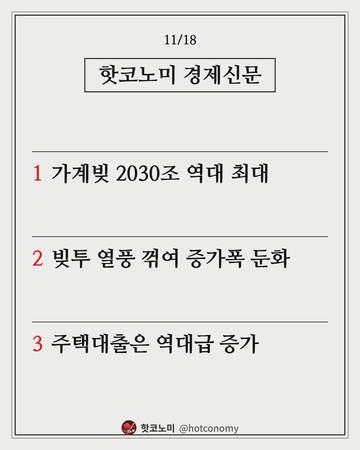 11/18
핫코노미 경제신문
1 가계빚 2030조 역대 최대
2 빚투 열풍 꺾여 증가폭 둔화
3 주택대출은 역대급 증가
핫코노미 @hotconomy